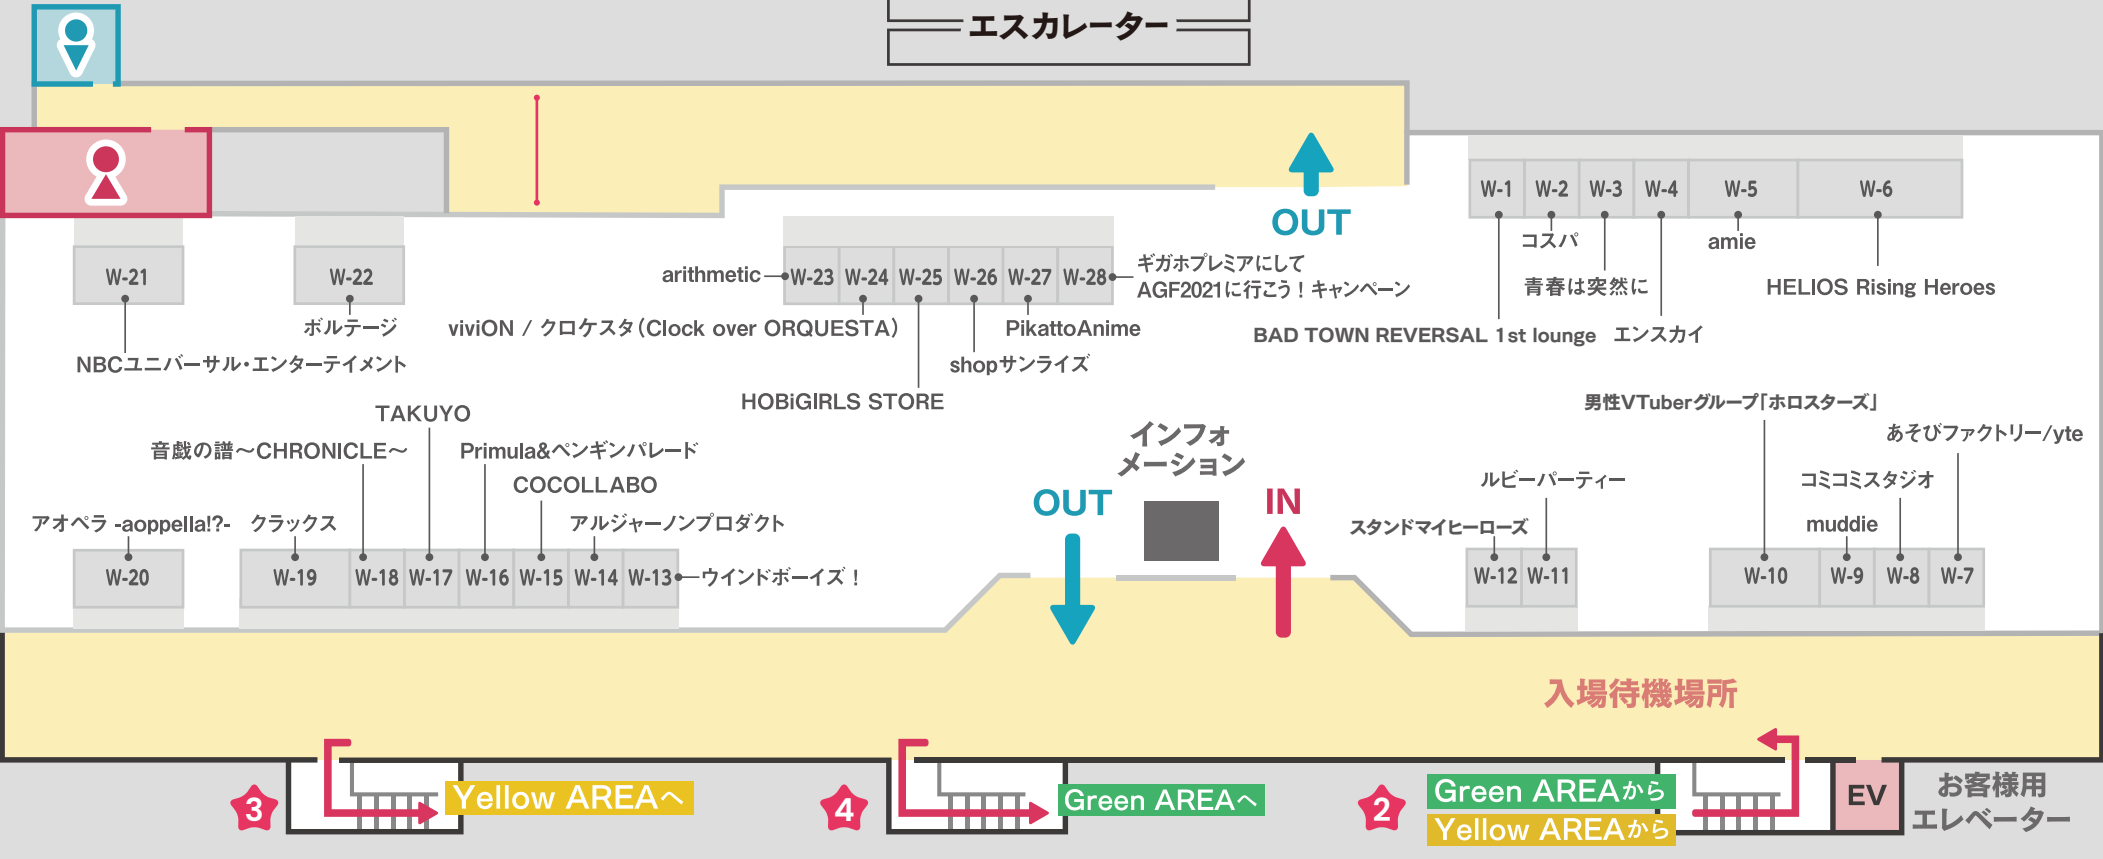 エスカレーター
OUT
W-1 W-2 W-3 W-4 W-5 W-6
コスパ
amie
青春は突然に
HELIOS Rising Heroes
BAD TOWN REVERSAL 1st lounge
エンスカイ
W-21
W-22
W-23 W-24 W-25 W-26 W-27 W-28
arithmetic
ギガホプレミアにして
AGF2021に行こう！キャンペーン
ボルテージ
viviON / クロケスタ（Clock over ORQUESTA）
PikattoAnime
NBCユニバーサル・エンターテイメント
shopサンライズ
HOBiGIRLS STORE
TAKUYO
音戯の譜～CHRONICLE～
Primula&ペンギンパレード
COCOLLABO
アオペラ -aoppella!?-
クラックス
アルジャーノンプロダクト
W-20
W-19 W-18 W-17 W-16 W-15 W-14 W-13
ウインドボーイズ！
インフォ
メーション
OUT
IN
男性VTuberグループ「ホロスターズ」
あそびファクトリー/yte
ルビーパーティー
コミコミスタジオ
スタンドマイヒーローズ
muddie
W-12 W-11
W-10 W-9 W-8 W-7
入場待機場所
3
Yellow AREAへ
4
Green AREAへ
2
Green AREAから
Yellow AREAから
EV
お客様用
エレベーター